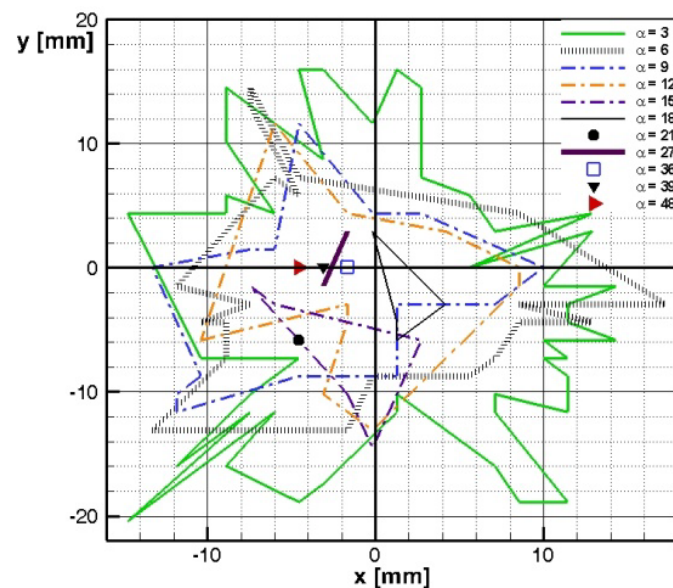 y [mm]
20
10
0
-10
-20
-10
0
10
x [mm]
α = 3
α = 6
α = 9
α = 12
α = 15
α = 18
α = 21
α = 27
α = 36
α = 39
α = 48